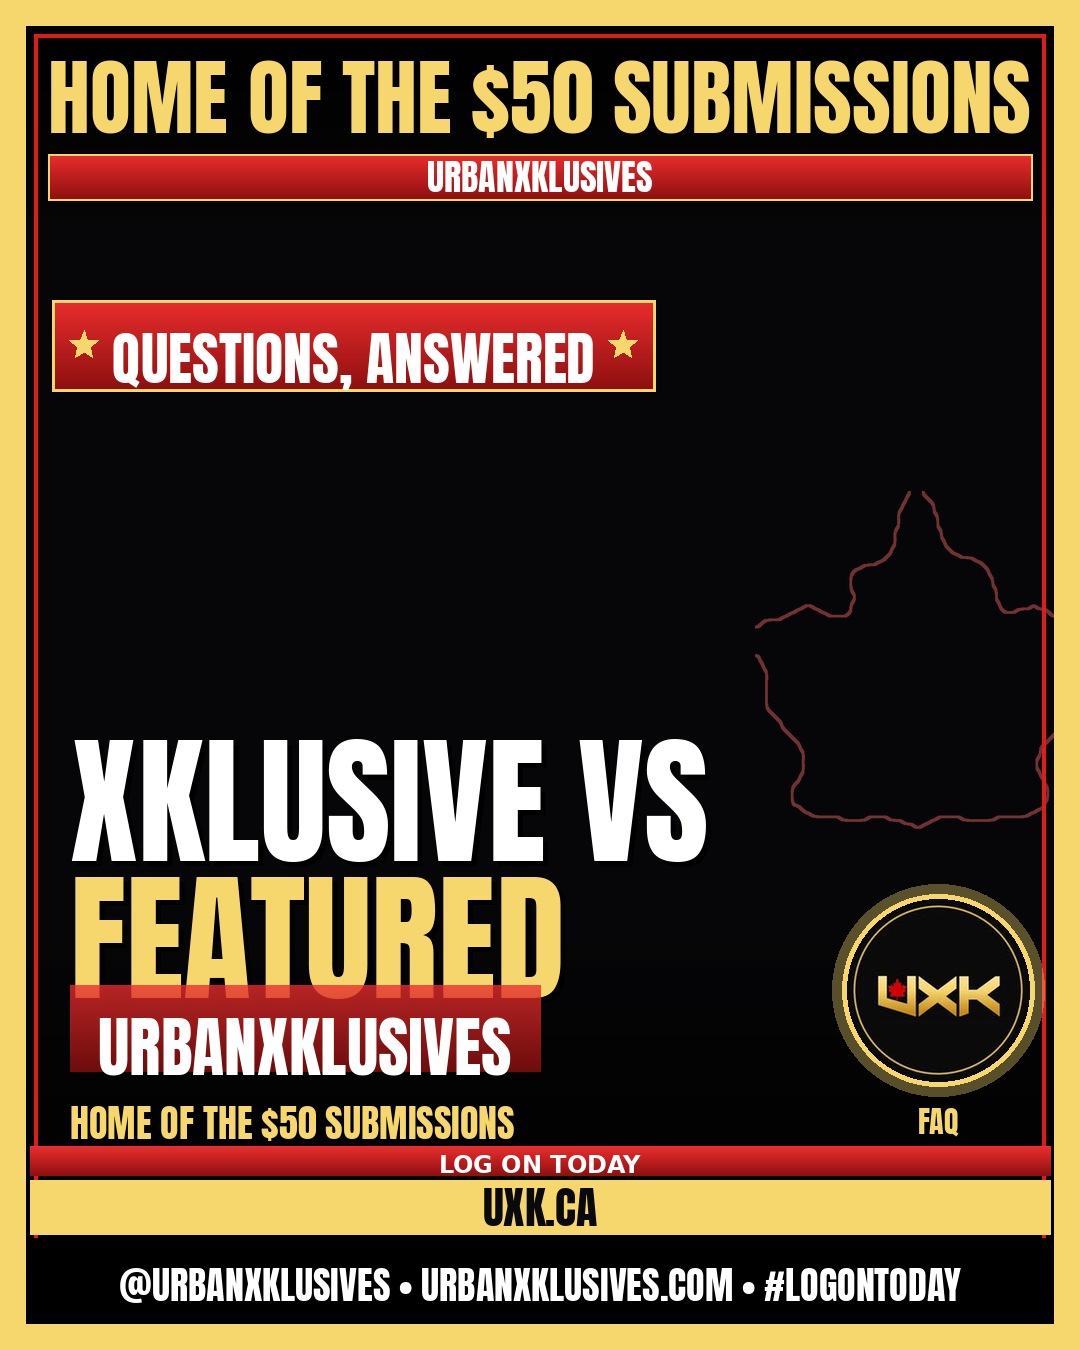 HOME OF THE $50 SUBMISSIONS
URBANXKLUSIVES
QUESTIONS, ANSWERED
XKLUSIVE VS
FEATURED
URBANXKLUSIVES
UXK
HOME OF THE $50 SUBMISSIONS
FAQ
LOG ON TODAY
UXK.CA
@URBANXKLUSIVES • URBANXKLUSIVES.COM • #LOGONTODAY